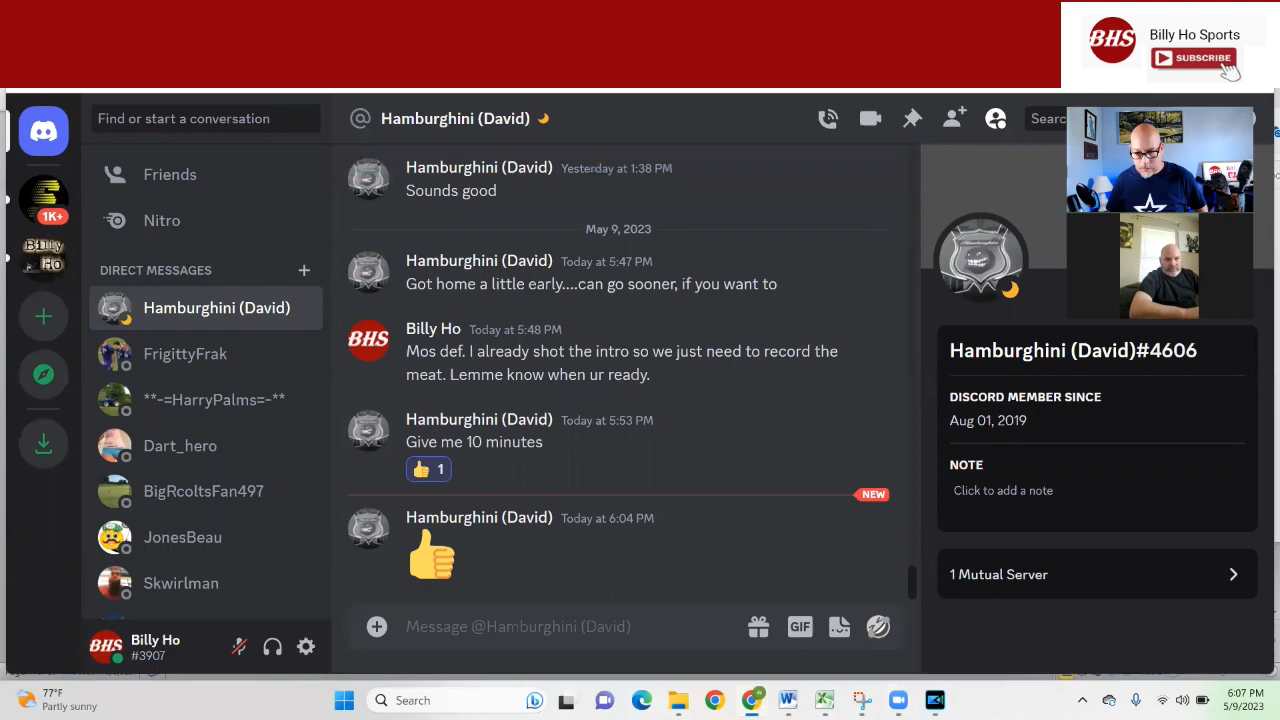 BHS
Billy Ho Sports
SUBSCRIBE
Find or start a conversation
Friends
Nitro
DIRECT MESSAGES
Hamburghini (David)
FrigittyFrak
**-=HarryPalms=-**
Dart_hero
BigRcoltsFan497
JonesBeau
Skwirlman
1K+
Billy
Ho
BHS
Billy Ho
#3907
Hamburghini (David)
Hamburghini (David) Yesterday at 1:38 PM
Sounds good
May 9, 2023
Hamburghini (David) Today at 5:47 PM
Got home a little early....can go sooner, if you want to
BHS
Billy Ho Today at 5:48 PM
Mos def. I already shot the intro so we just need to record the
meat. Lemme know when ur ready.
Hamburghini (David) Today at 5:53 PM
Give me 10 minutes
1
NEW
Hamburghini (David) Today at 6:04 PM
Message @Hamburghini (David)
GIF
Searc
Hamburghini (David)#4606
DISCORD MEMBER SINCE
Aug 01, 2019
NOTE
Click to add a note
1 Mutual Server
77°F
Partly sunny
Search
6:07 PM
5/9/2023